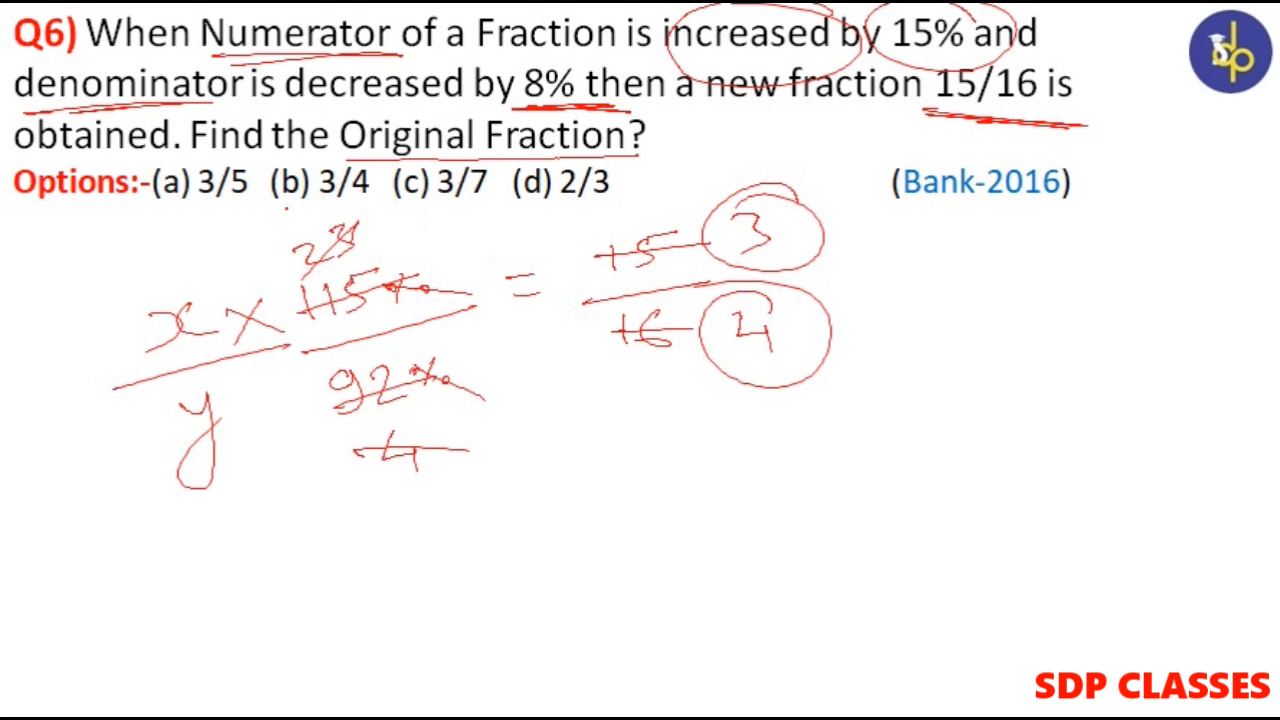 Q6) When Numerator of a Fraction is increased by 15% and
denominator is decreased by 8% then a new fraction 15/16 is
obtained. Find the Original Fraction?
Options:-(a) 3/5 (b) 3/4 (c) 3/7 (d) 2/3 (Bank-2016)
23
x × 115% = 15 3
y 92% 16 4
4
dp
SDP CLASSES